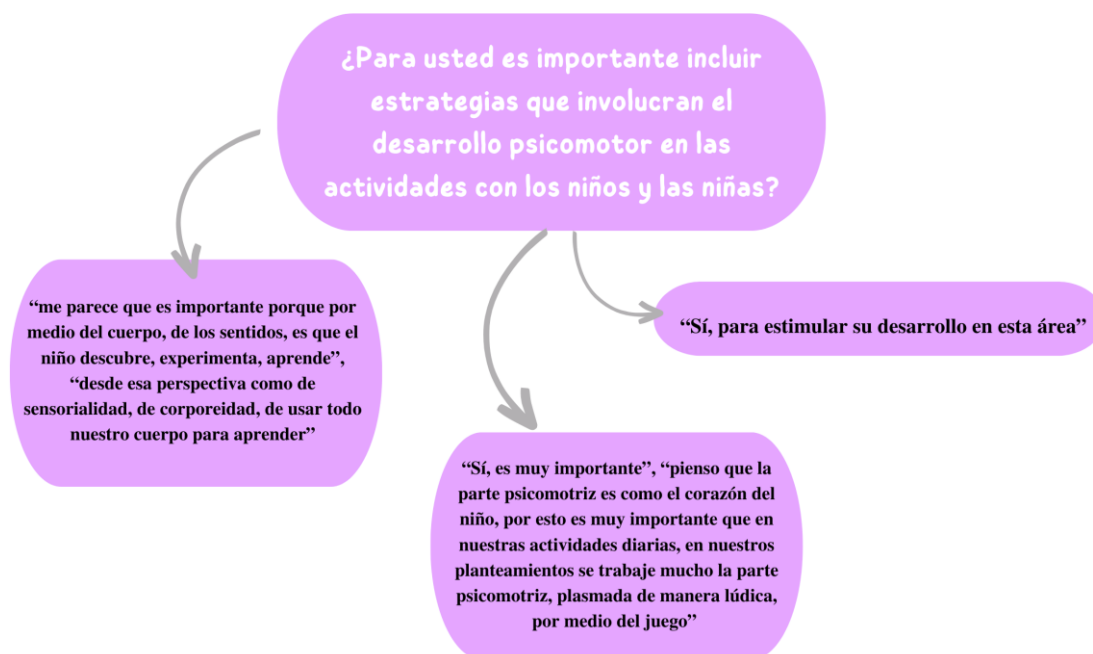 ¿Para usted es importante incluir
estrategias que involucran el
desarrollo psicomotor en las
actividades con los niños y las niñas?
“me parece que es importante porque por
medio del cuerpo, de los sentidos, es que el
niño descubre, experimenta, aprende”,
“desde esa perspectiva como de
sensorialidad, de corporeidad, de usar todo
nuestro cuerpo para aprender”
“Sí, para estimular su desarrollo en esta área”
“Sí, es muy importante”, “pienso que la
parte psicomotriz es como el corazón del
niño, por esto es muy importante que en
nuestras actividades diarias, en nuestros
planteamientos se trabaje mucho la parte
psicomotriz, plasmada de manera lúdica,
por medio del juego”